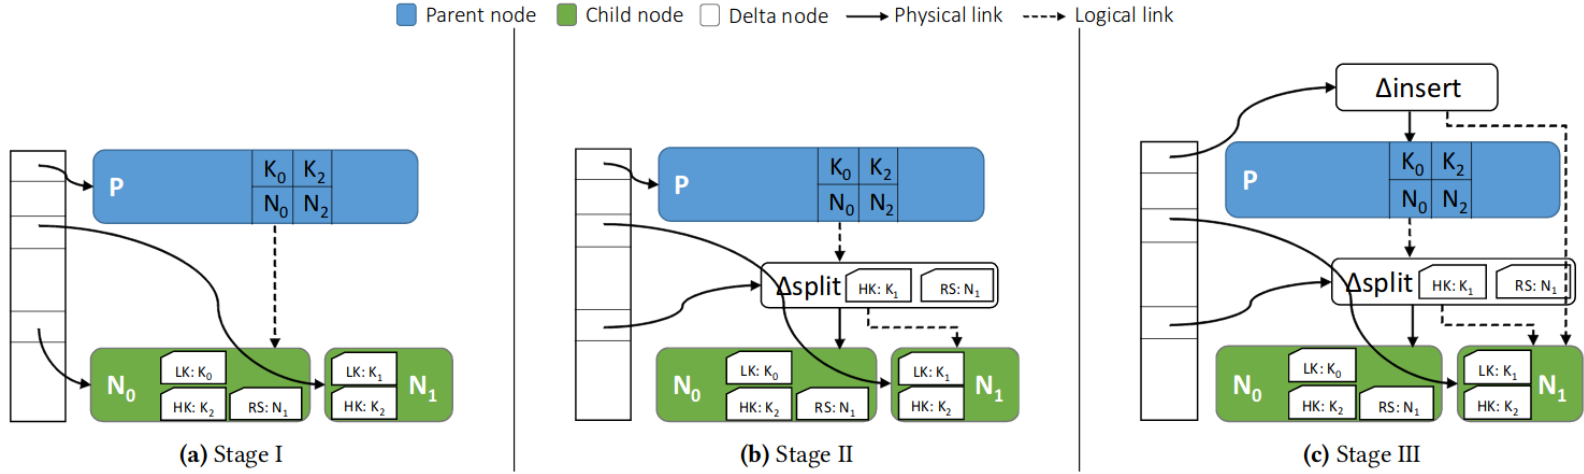 Parent node Child node Delta node Physical link Logical link
P K0 K2
N0 N2
N0 LK: K0
HK: K2 RS: N1
LK: K1
HK: K2 N1
(a) Stage I
P K0 K2
N0 N2
Δsplit HK: K1 RS: N1
N0 LK: K0
HK: K2 RS: N1
LK: K1
HK: K2 N1
(b) Stage II
Δinsert
P K0 K2
N0 N2
Δsplit HK: K1 RS: N1
N0 LK: K0
HK: K2 RS: N1
LK: K1
HK: K2 N1
(c) Stage III